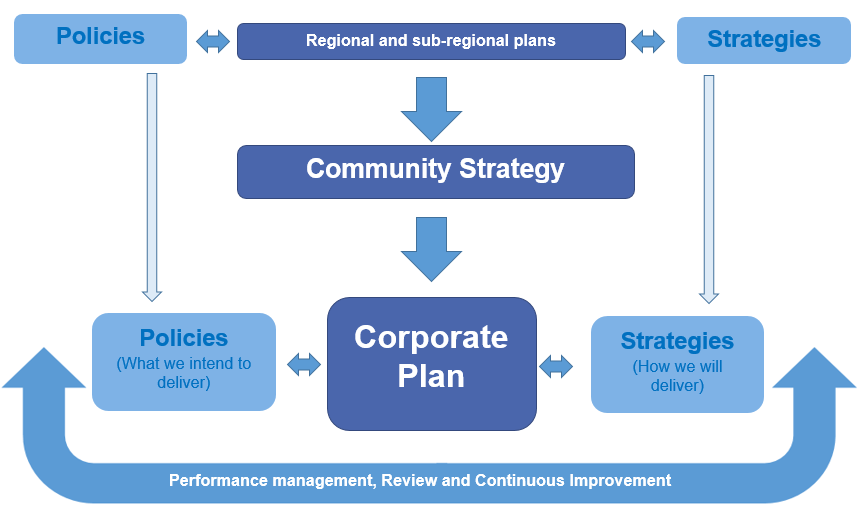 Policies
Regional and sub-regional plans
Strategies
Community Strategy
Policies
(What we intend to
deliver)
Corporate
Plan
Strategies
(How we will
deliver)
Performance management, Review and Continuous Improvement